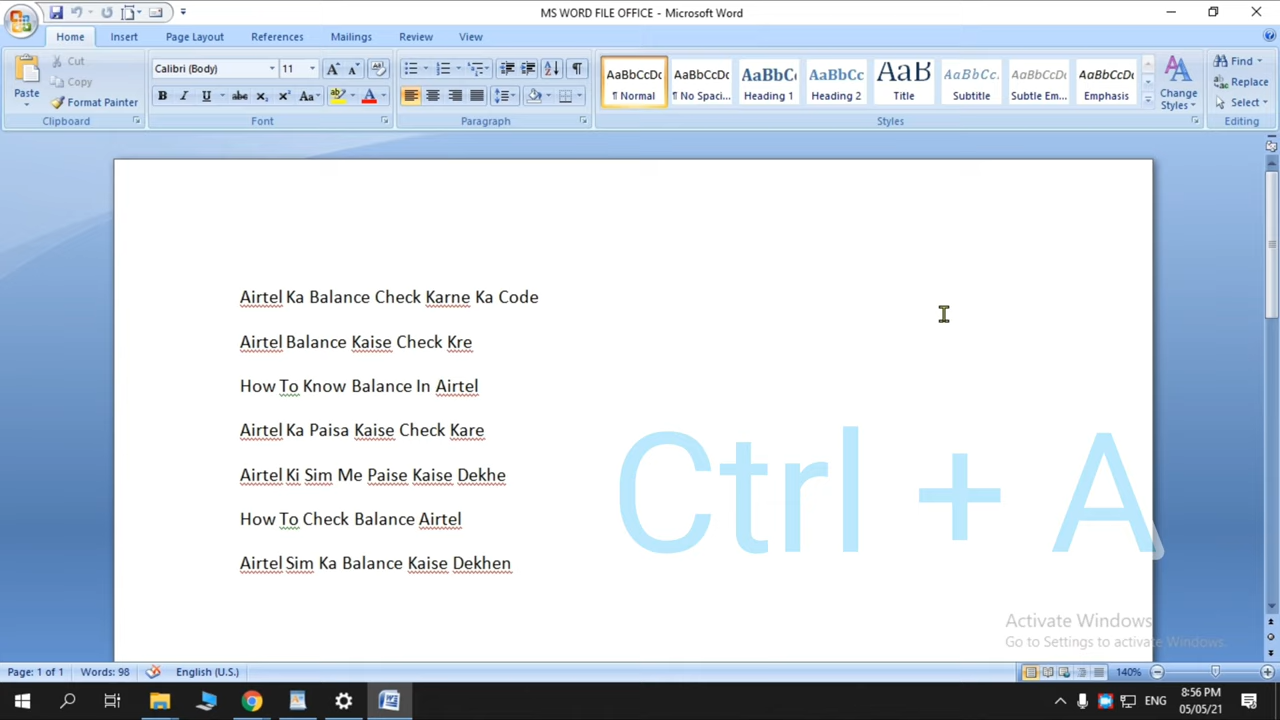 MS WORD FILE OFFICE - Microsoft Word
Home Insert Page Layout References Mailings Review View
Paste
Cut
Copy
Format Painter
Clipboard
Calibri (Body) 11
B I U abc x₂ x² Aa
Font
Paragraph
AaBbCcDc AaBbCcDc AaBbC AaBbCc AaB AaBbCc. AaBbCcDc AaBbCcDc
¶ Normal ¶ No Spaci... Heading 1 Heading 2 Title Subtitle Subtle Em... Emphasis
Change Styles
Styles
Find
Replace
Select
Editing
Airtel Ka Balance Check Karne Ka Code
Airtel Balance Kaise Check Kre
How To Know Balance In Airtel
Airtel Ka Paisa Kaise Check Kare
Airtel Ki Sim Me Paise Kaise Dekhe
How To Check Balance Airtel
Airtel Sim Ka Balance Kaise Dekhen
Ctrl + A
Activate Windows
Go to Settings to activate Windows.
Page: 1 of 1 Words: 98 English (U.S.) 140%
ENG 8:56 PM
05/05/21